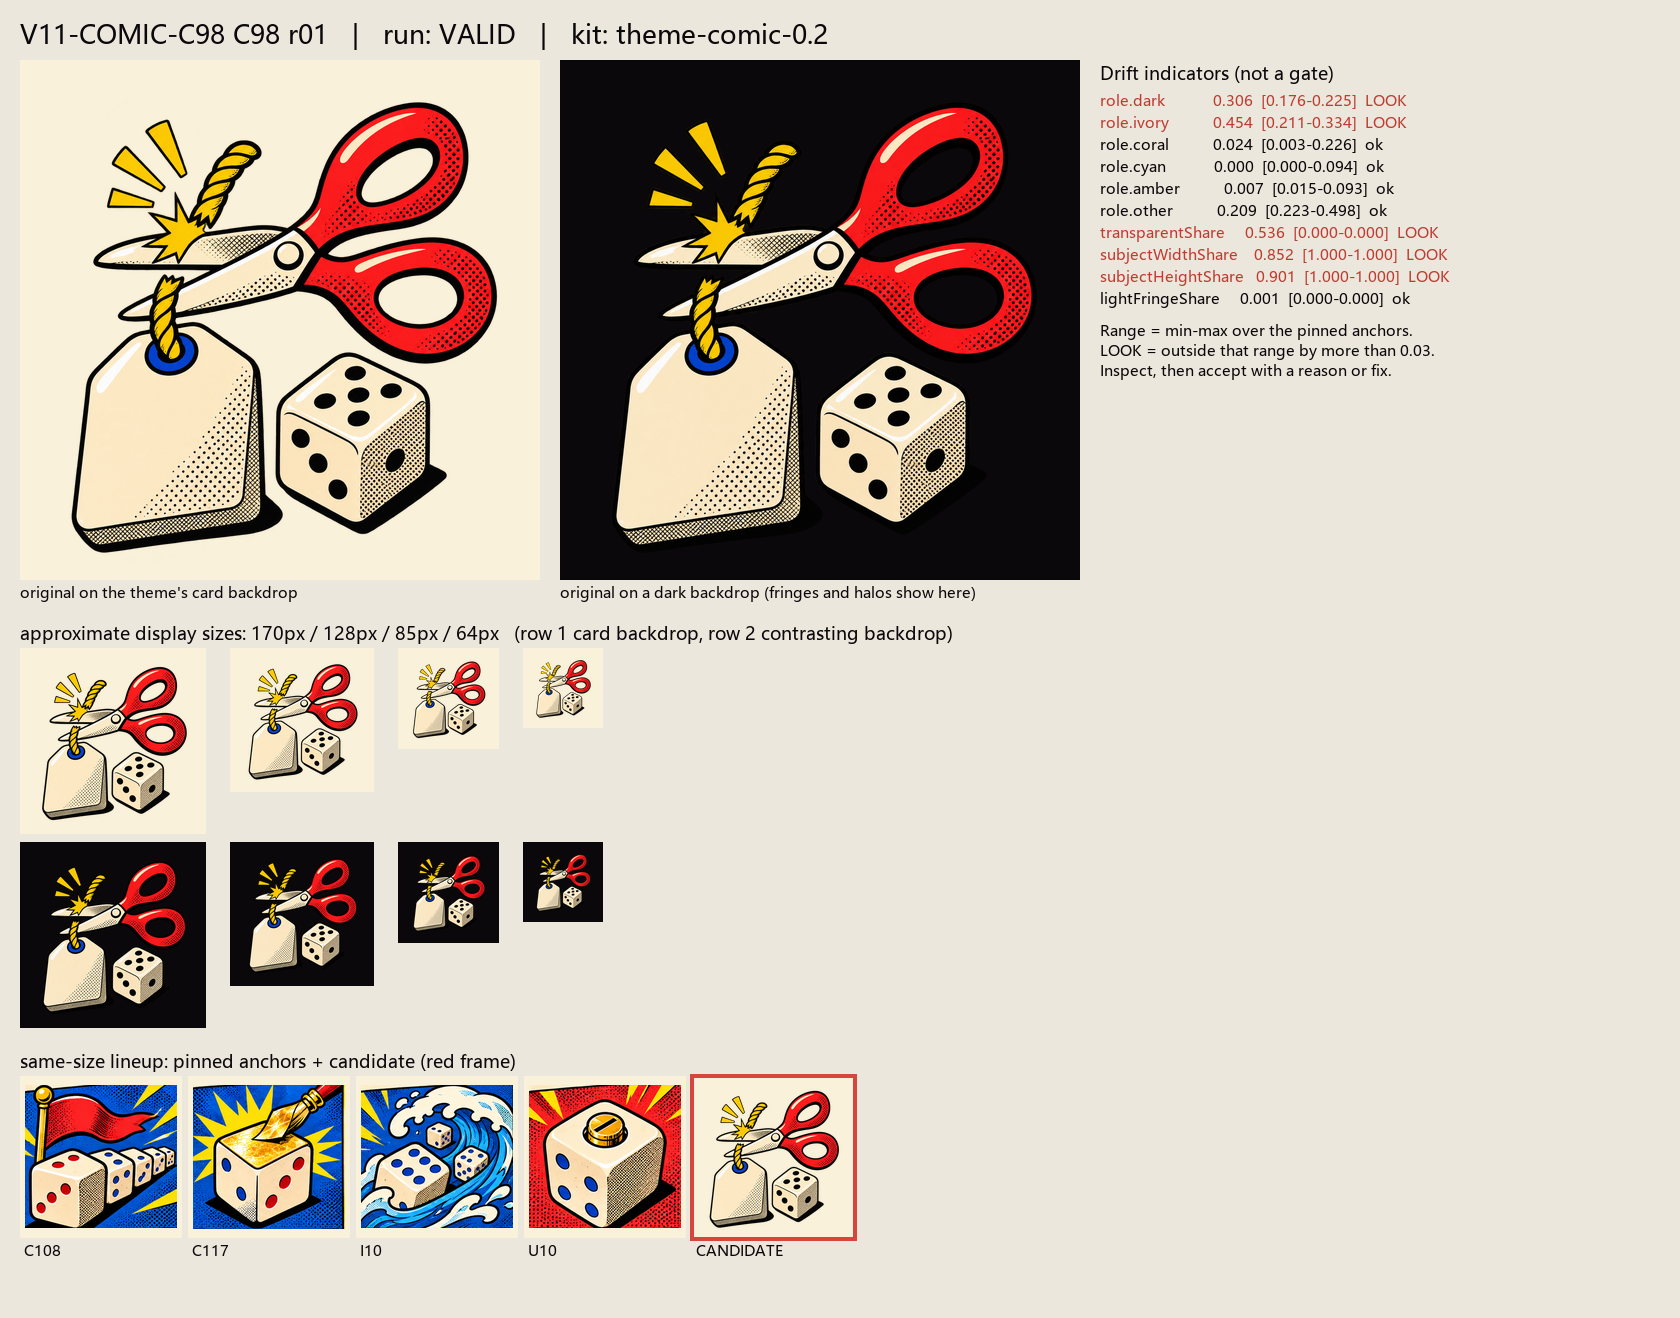 V11-COMIC-C98 C98 r01 | run: VALID | kit: theme-comic-0.2
Drift indicators (not a gate)
role.dark 0.306 [0.176-0.225] LOOK
role.ivory 0.454 [0.211-0.334] LOOK
role.coral 0.024 [0.003-0.226] ok
role.cyan 0.000 [0.000-0.094] ok
role.amber 0.007 [0.015-0.093] ok
role.other 0.209 [0.223-0.498] ok
transparentShare 0.536 [0.000-0.000] LOOK
subjectWidthShare 0.852 [1.000-1.000] LOOK
subjectHeightShare 0.901 [1.000-1.000] LOOK
lightFringeShare 0.001 [0.000-0.000] ok
Range = min-max over the pinned anchors.
LOOK = outside that range by more than 0.03.
Inspect, then accept with a reason or fix.
original on the theme's card backdrop
original on a dark backdrop (fringes and halos show here)
approximate display sizes: 170px / 128px / 85px / 64px (row 1 card backdrop, row 2 contrasting backdrop)
same-size lineup: pinned anchors + candidate (red frame)
C108
C117
I10
U10
CANDIDATE